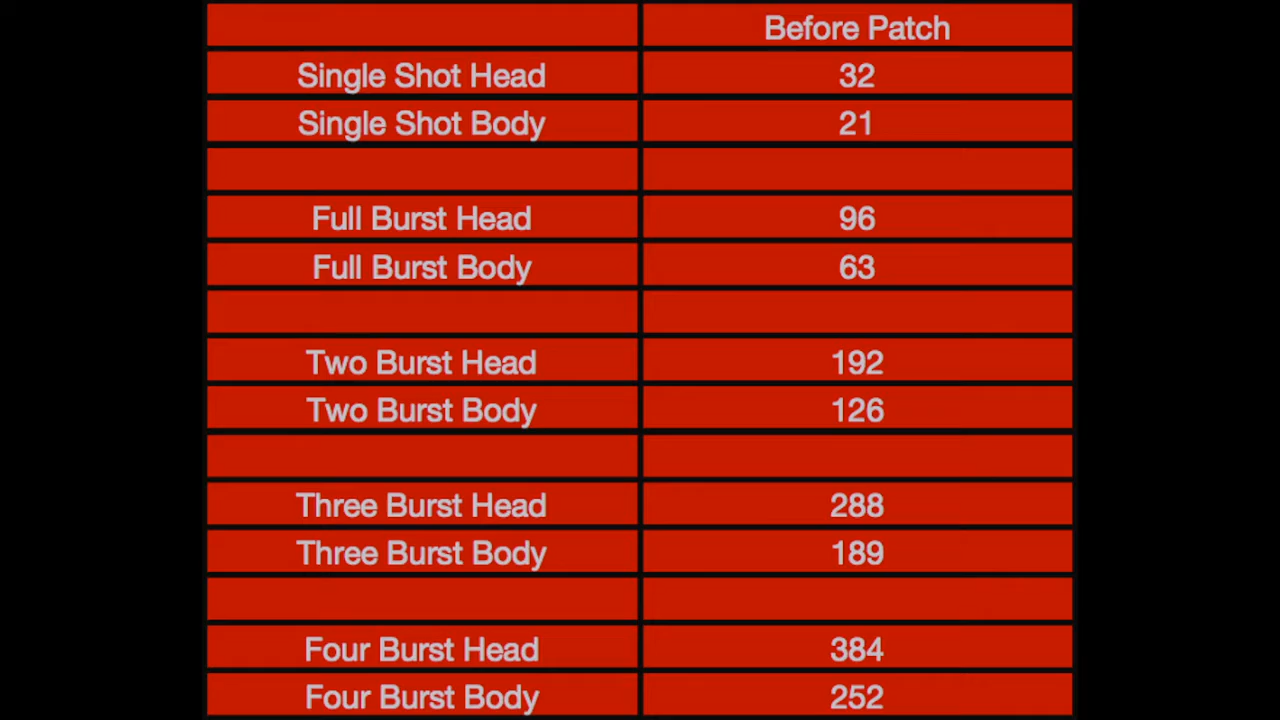 Before Patch
Single Shot Head 32
Single Shot Body 21
Full Burst Head 96
Full Burst Body 63
Two Burst Head 192
Two Burst Body 126
Three Burst Head 288
Three Burst Body 189
Four Burst Head 384
Four Burst Body 252